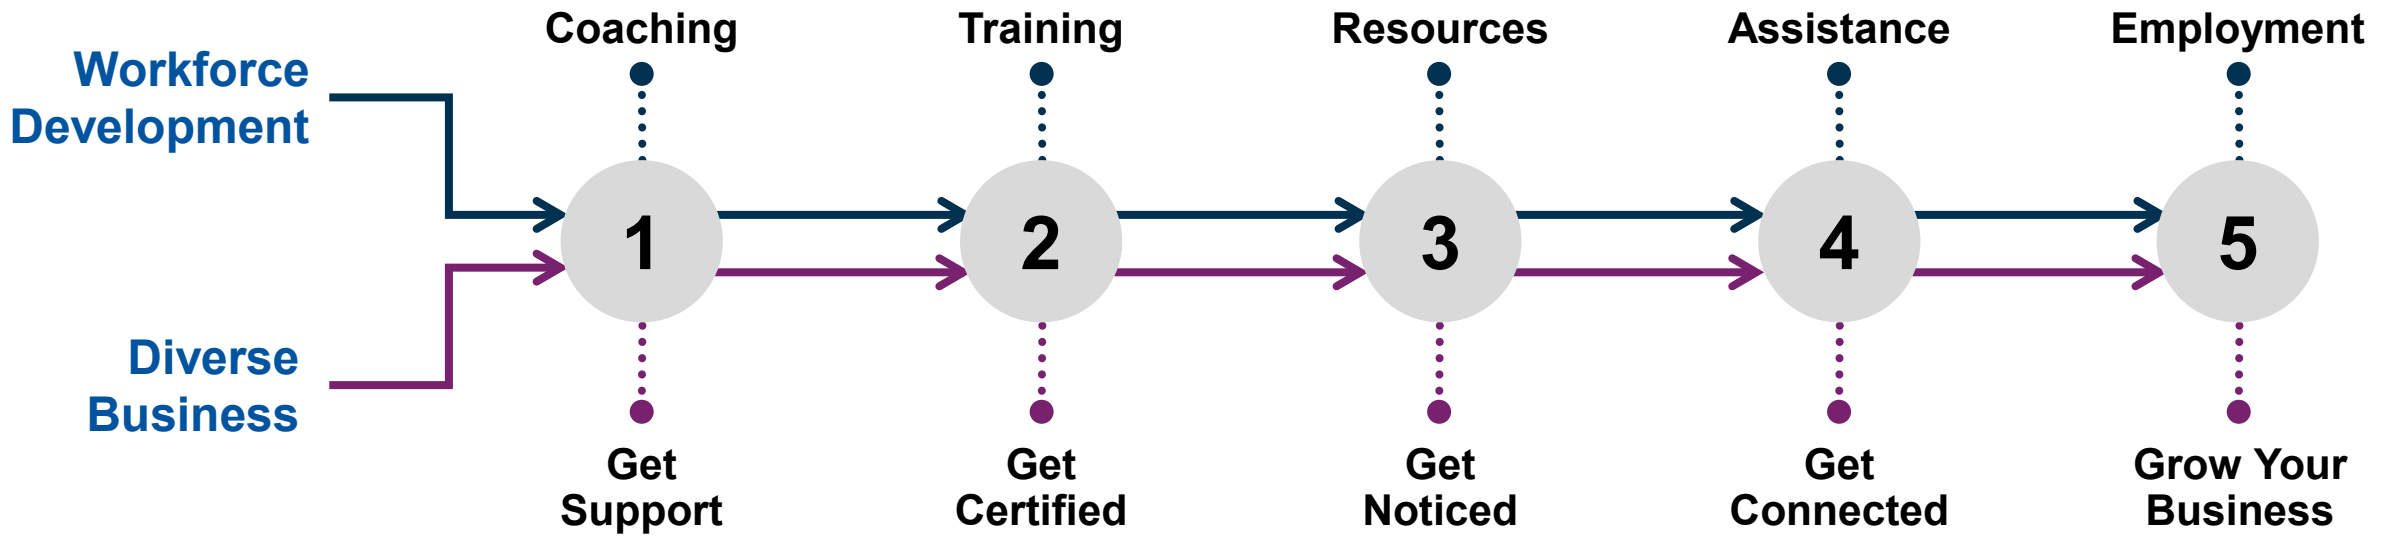 Coaching
Training
Resources
Assistance
Employment
Workforce
Development
1
2
3
4
5
Diverse
Business
Get
Support
Get
Certified
Get
Noticed
Get
Connected
Grow Your
Business